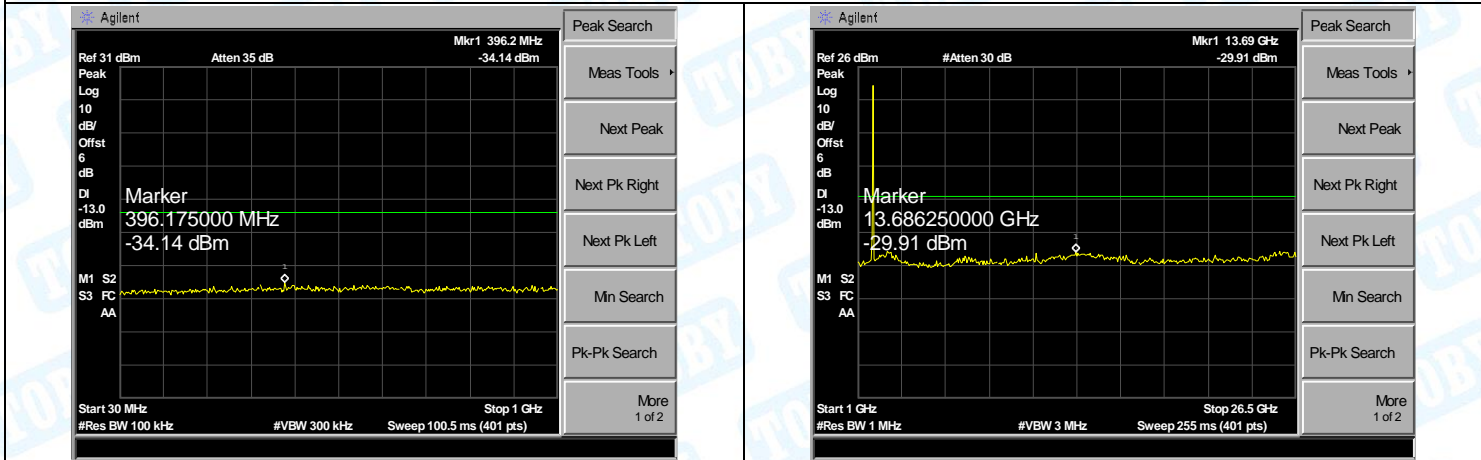 Agilent
Peak Search
Mkr1 396.2 MHz
Ref 31 dBm Atten 35 dB -34.14 dBm
Peak
Log
10
dB/
Offst
6
dB
DI
-13.0
dBm
Marker
396.175000 MHz
-34.14 dBm
1
M1 S2
S3 FC
AA
Start 30 MHz Stop 1 GHz
#Res BW 100 kHz #VBW 300 kHz Sweep 100.5 ms (401 pts)
Meas Tools
Next Peak
Next Pk Right
Next Pk Left
Min Search
Pk-Pk Search
More
1 of 2
Agilent
Peak Search
Mkr1 13.69 GHz
Ref 26 dBm #Atten 30 dB -29.91 dBm
Peak
Log
10
dB/
Offst
6
dB
DI
-13.0
dBm
Marker
13.686250000 GHz
-29.91 dBm
1
M1 S2
S3 FC
AA
Start 1 GHz Stop 26.5 GHz
#Res BW 1 MHz #VBW 3 MHz Sweep 255 ms (401 pts)
Meas Tools
Next Peak
Next Pk Right
Next Pk Left
Min Search
Pk-Pk Search
More
1 of 2
TOBY